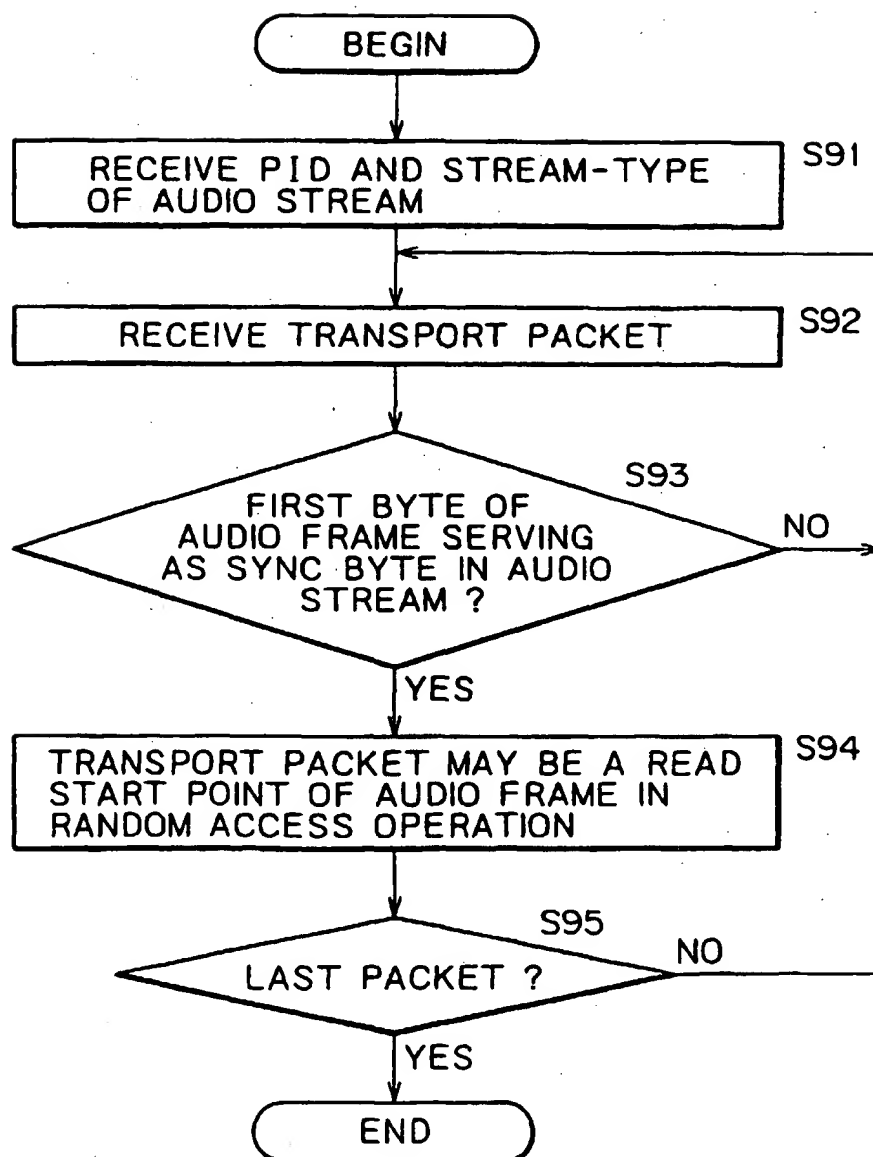 BEGIN
RECEIVE PID AND STREAM-TYPE
OF AUDIO STREAM
S91
RECEIVE TRANSPORT PACKET
S92
S93
FIRST BYTE OF
AUDIO FRAME SERVING
AS SYNC BYTE IN AUDIO
STREAM ?
NO
YES
TRANSPORT PACKET MAY BE A READ
START POINT OF AUDIO FRAME IN
RANDOM ACCESS OPERATION
S94
S95
LAST PACKET ?
NO
YES
END